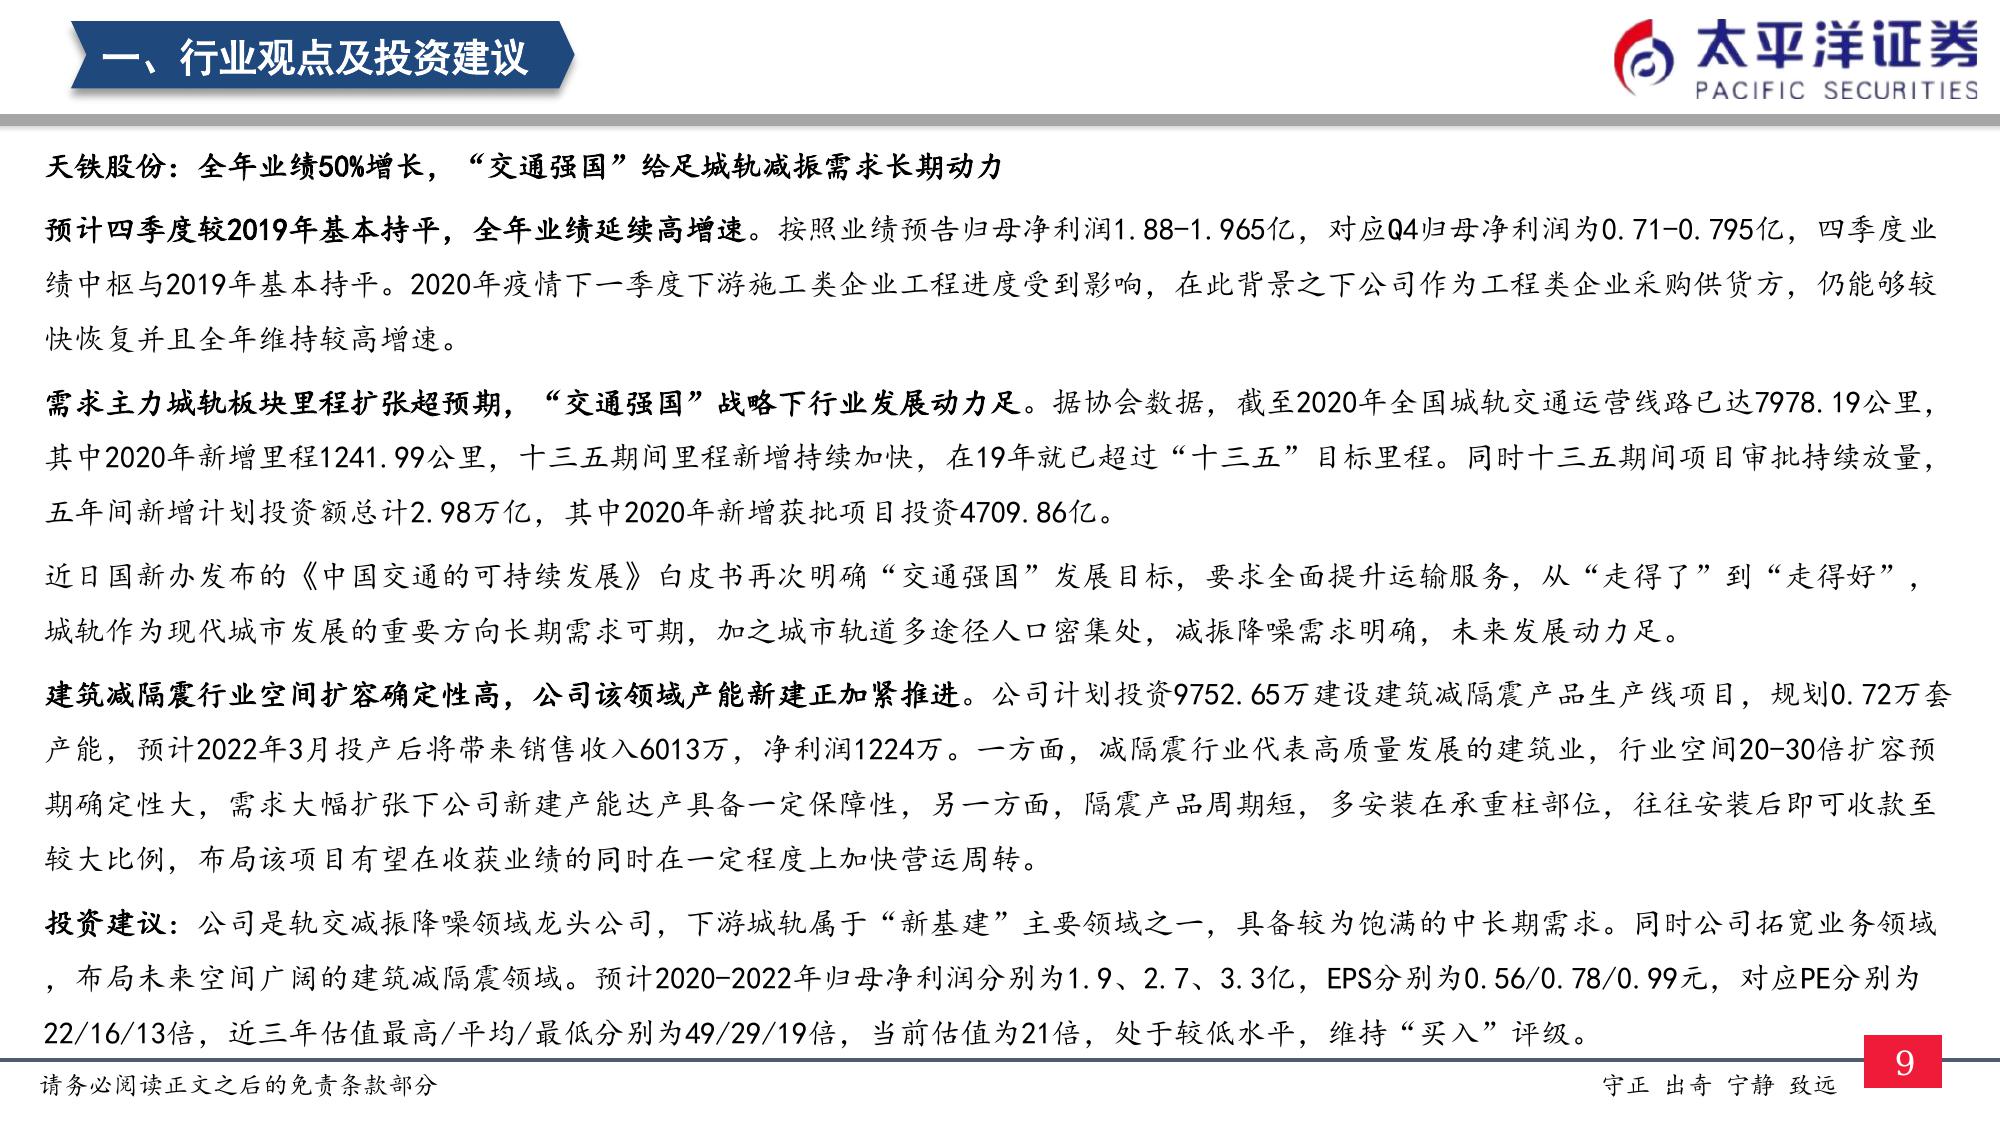 一、行业观点及投资建议
太平洋证券
PACIFIC SECURITIES
天铁股份：全年业绩50%增长，“交通强国”给足城轨减振需求长期动力
预计四季度较2019年基本持平，全年业绩延续高增速。按照业绩预告归母净利润1.88-1.965亿，对应Q4归母净利润为0.71-0.795亿，四季度业
绩中枢与2019年基本持平。2020年疫情下一季度下游施工类企业工程进度受到影响，在此背景之下公司作为工程类企业采购供货方，仍能够较
快恢复并且全年维持较高增速。
需求主力城轨板块里程扩张超预期，“交通强国”战略下行业发展动力足。据协会数据，截至2020年全国城轨交通运营线路已达7978.19公里，
其中2020年新增里程1241.99公里，十三五期间里程新增持续加快，在19年就已超过“十三五”目标里程。同时十三五期间项目审批持续放量，
五年间新增计划投资额总计2.98万亿，其中2020年新增获批项目投资4709.86亿。
近日国新办发布的《中国交通的可持续发展》白皮书再次明确“交通强国”发展目标，要求全面提升运输服务，从“走得了”到“走得好”，
城轨作为现代城市发展的重要方向长期需求可期，加之城市轨道多途径人口密集处，减振降噪需求明确，未来发展动力足。
建筑减隔震行业空间扩容确定性高，公司该领域产能新建正加紧推进。公司计划投资9752.65万建设建筑减隔震产品生产线项目，规划0.72万套
产能，预计2022年3月投产后将带来销售收入6013万，净利润1224万。一方面，减隔震行业代表高质量发展的建筑业，行业空间20-30倍扩容预
期确定性大，需求大幅扩张下公司新建产能达产具备一定保障性，另一方面，隔震产品周期短，多安装在承重柱部位，往往安装后即可收款至
较大比例，布局该项目有望在收获业绩的同时在一定程度上加快营运周转。
投资建议：公司是轨交减振降噪领域龙头公司，下游城轨属于“新基建”主要领域之一，具备较为饱满的中长期需求。同时公司拓宽业务领域
，布局未来空间广阔的建筑减隔震领域。预计2020-2022年归母净利润分别为1.9、2.7、3.3亿，EPS分别为0.56/0.78/0.99元，对应PE分别为
22/16/13倍，近三年估值最高/平均/最低分别为49/29/19倍，当前估值为21倍，处于较低水平，维持“买入”评级。
请务必阅读正文之后的免责条款部分
守正 出奇 宁静 致远
9